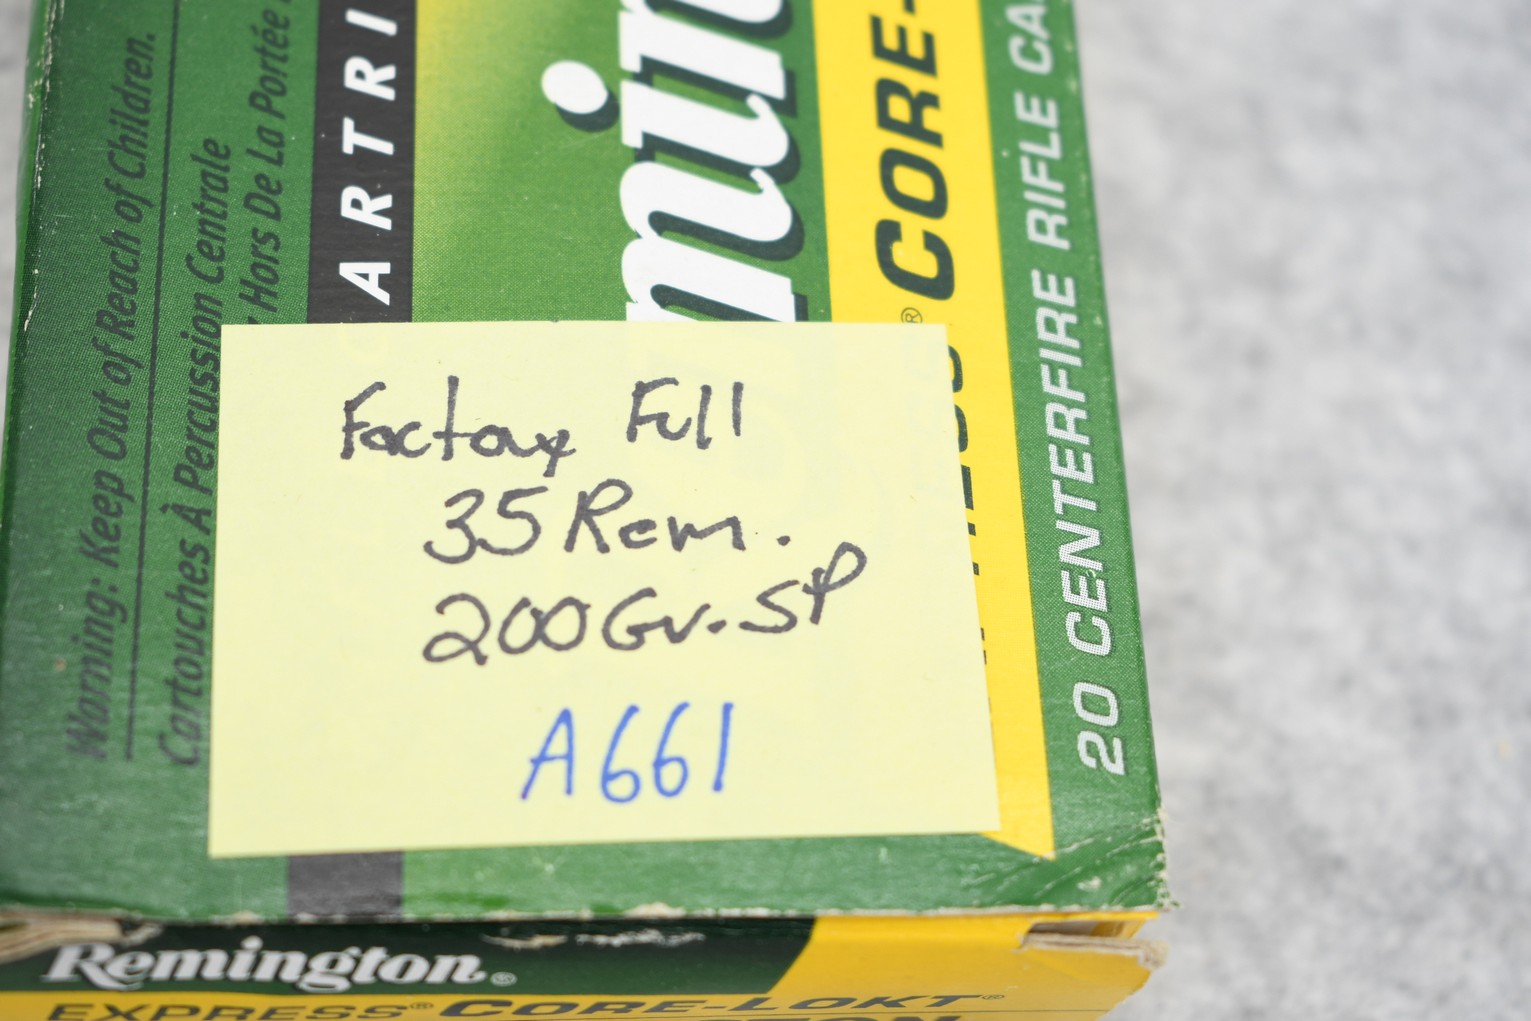 Warning: Keep Out of Reach of Children.
Cartouches À Percussion Centrale
Hors De La Portée
ARTRI
min
CORE-
®
20 CENTERFIRE RIFLE CA
Factory Full
35 Rem.
200 Gr. SP
A661
Remington®
EXPRESS® CORE-LOKT®